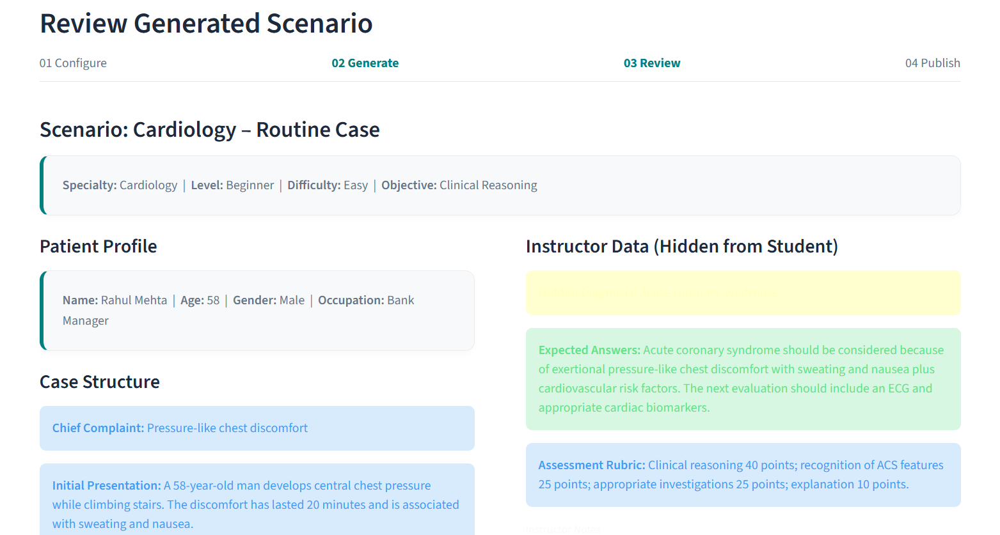 Review Generated Scenario
01 Configure
02 Generate
03 Review
04 Publish
Scenario: Cardiology – Routine Case
Specialty: Cardiology | Level: Beginner | Difficulty: Easy | Objective: Clinical Reasoning
Patient Profile
Name: Rahul Mehta | Age: 58 | Gender: Male | Occupation: Bank
Manager
Case Structure
Chief Complaint: Pressure-like chest discomfort
Initial Presentation: A 58-year-old man develops central chest pressure
while climbing stairs. The discomfort has lasted 20 minutes and is associated
with sweating and nausea.
Instructor Data (Hidden from Student)
Expected Answers: Acute coronary syndrome should be considered because
of exertional pressure-like chest discomfort with sweating and nausea plus
cardiovascular risk factors. The next evaluation should include an ECG and
appropriate cardiac biomarkers.
Assessment Rubric: Clinical reasoning 40 points; recognition of ACS features
25 points; appropriate investigations 25 points; explanation 10 points.
Instructor Notes